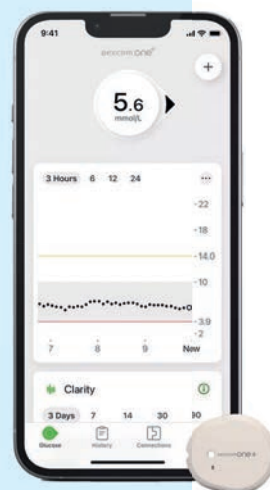 9:41
DEXCOM ONE+
+
5.6
mmol/L
3 Hours 6 12 24 ...
22
18
14.0
10
3.9
2
7 8 9 Now
Clarity
3 Days 7 14 30 90
Glucose History Connections
DEXCOM ONE+